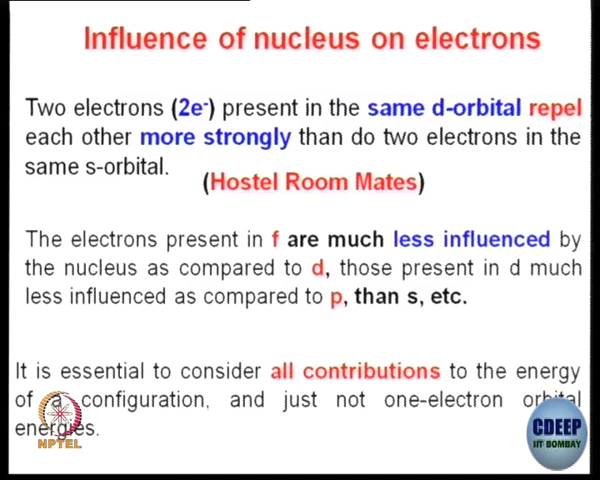 Influence of nucleus on electrons
Two electrons (2e-) present in the same d-orbital repel
each other more strongly than do two electrons in the
same s-orbital.
(Hostel Room Mates)
The electrons present in f are much less influenced by
the nucleus as compared to d, those present in d much
less influenced as compared to p, than s, etc.
It is essential to consider all contributions to the energy
of a configuration, and just not one-electron orbital
energies.
NPTEL
CDEEP
IIT BOMBAY